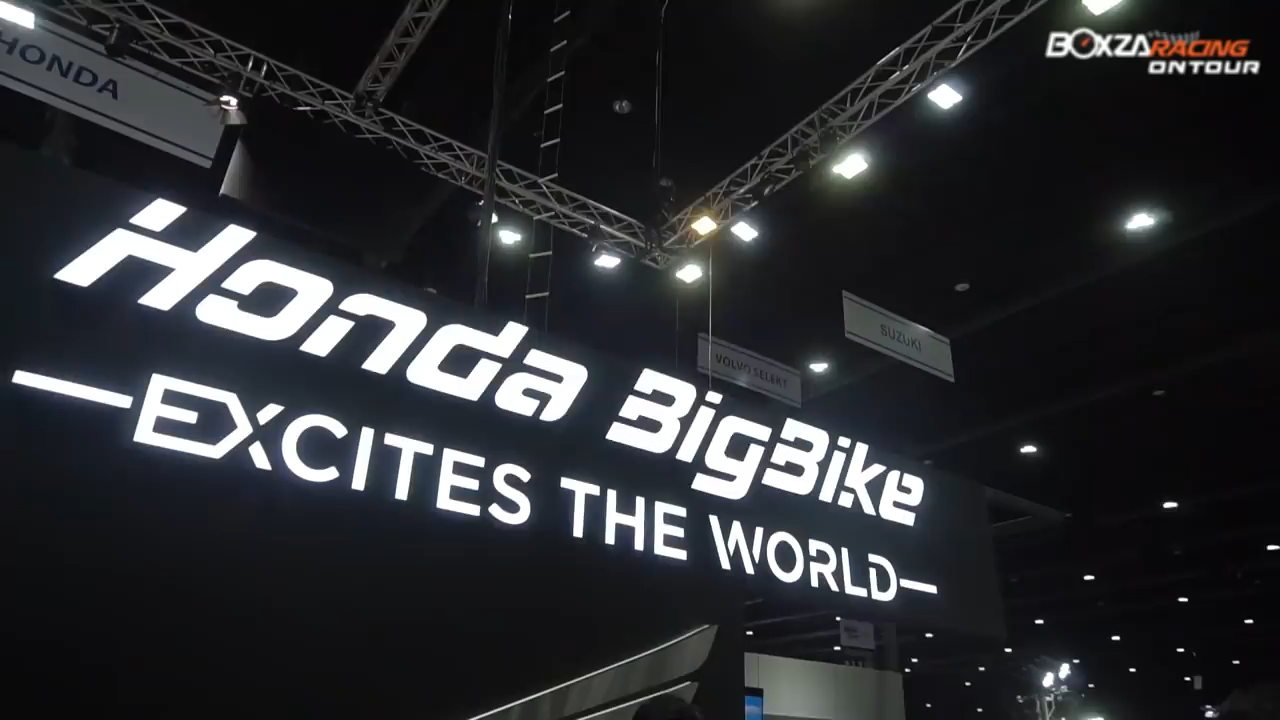 BOXZA RACING
ONTOUR
HONDA
Honda BigBike
EXCITES THE WORLD
SUZUKI
VOLVO SELEKT